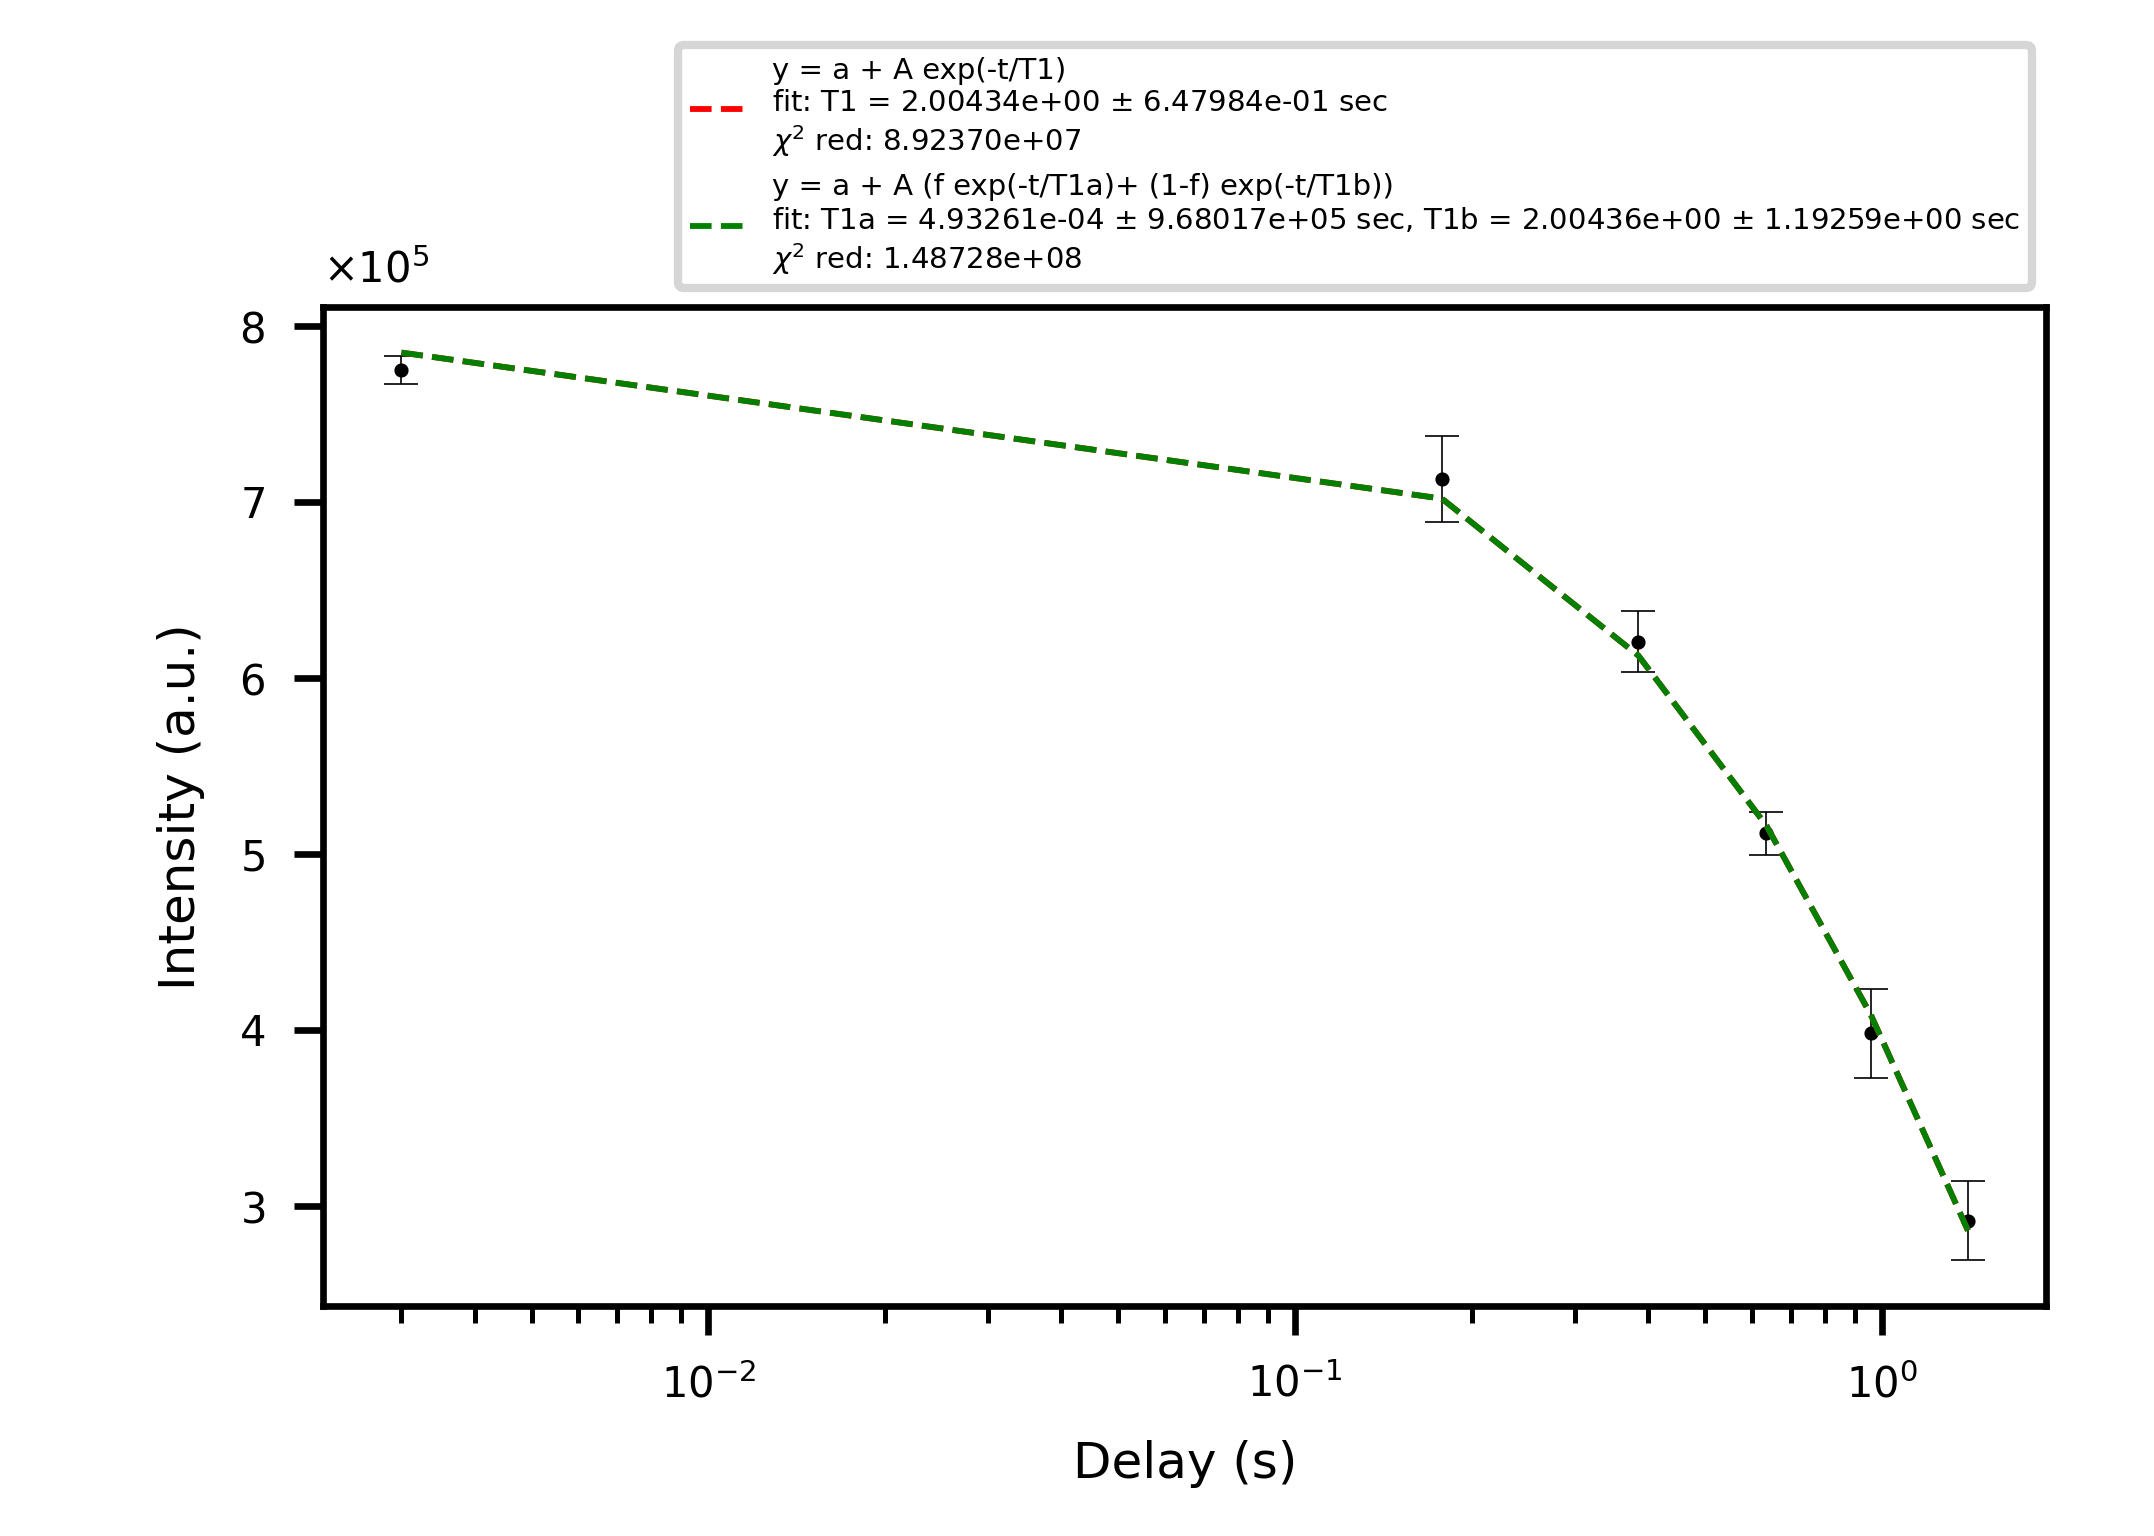 y = a + A exp(-t/T1)
fit: T1 = 2.00434e+00 ± 6.47984e-01 sec
χ² red: 8.92370e+07
y = a + A (f exp(-t/T1a)+ (1-f) exp(-t/T1b))
fit: T1a = 4.93261e-04 ± 9.68017e+05 sec, T1b = 2.00436e+00 ± 1.19259e+00 sec
χ² red: 1.48728e+08
×10⁵
8
7
6
5
4
3
Intensity (a.u.)
10⁻² 10⁻¹ 10⁰
Delay (s)